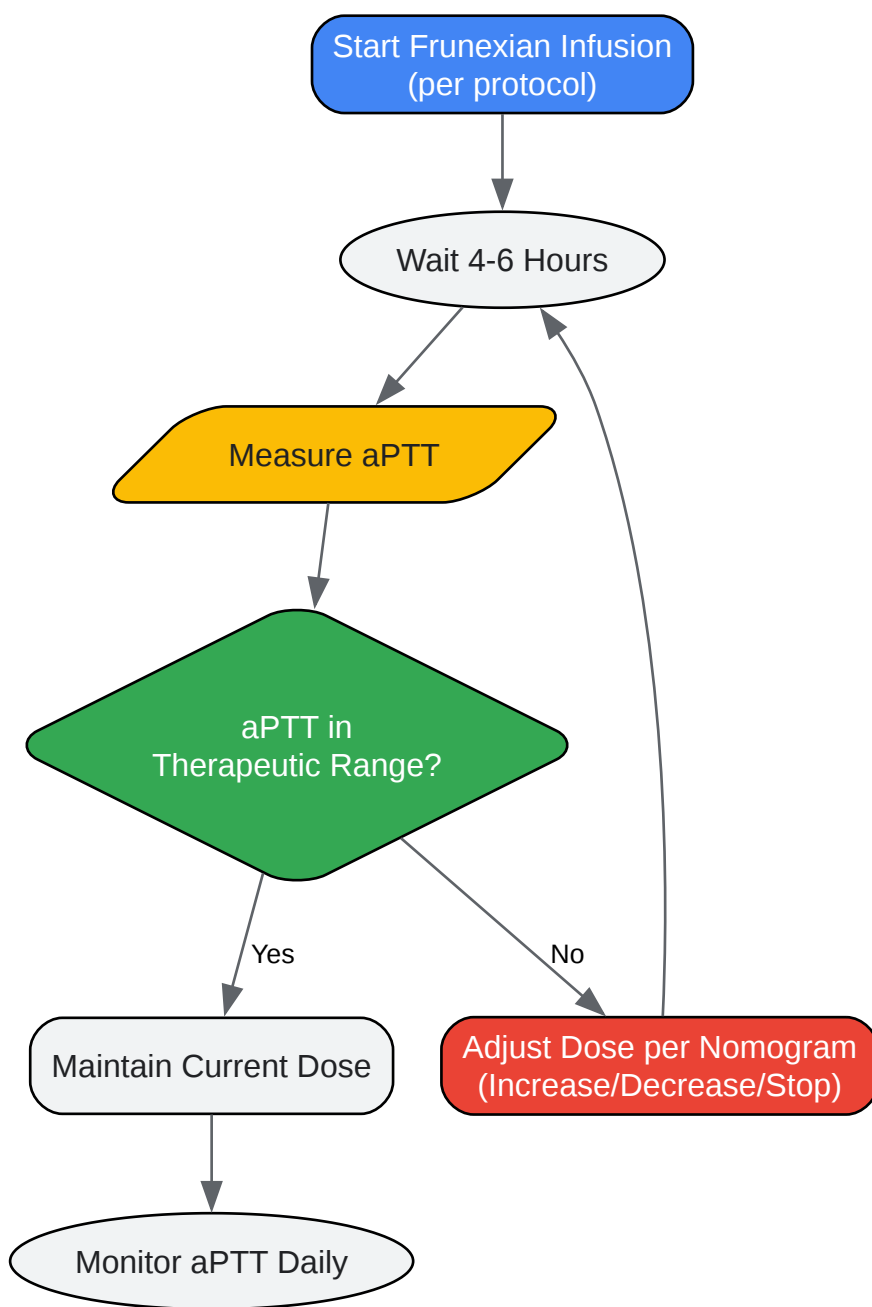 Start Frunexian Infusion
(per protocol)
Wait 4-6 Hours
Measure aPTT
aPTT in
Therapeutic Range?
Yes
No
Maintain Current Dose
Adjust Dose per Nomogram
(Increase/Decrease/Stop)
Monitor aPTT Daily